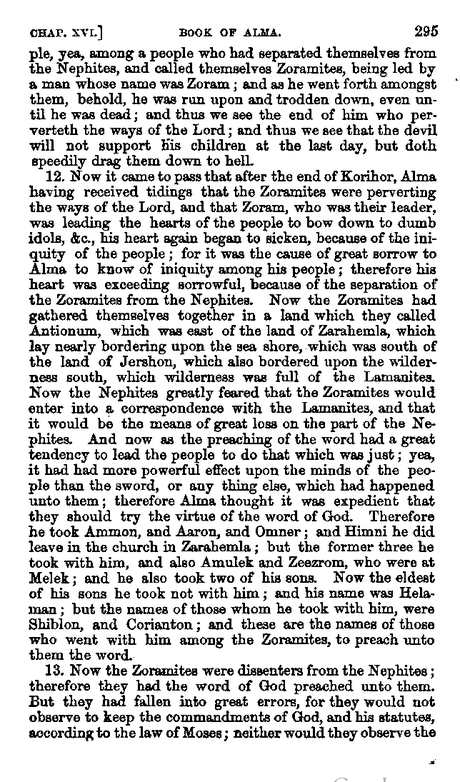 CHAP. XVI.] BOOK OF ALMA. 295
ple, yea, among a people who had separated themselves from
the Nephites, and called themselves Zoramites, being led by
a man whose name was Zoram; and as he went forth amongst
them, behold, he was run upon and trodden down, even un-
til he was dead; and thus we see the end of him who per-
verteth the ways of the Lord; and thus we see that the devil
will not support his children at the last day, but doth
speedily drag them down to hell.
12. Now it came to pass that after the end of Korihor, Alma
having received tidings that the Zoramites were perverting
the ways of the Lord, and that Zoram, who was their leader,
was leading the hearts of the people to bow down to dumb
idols, &c., his heart again began to sicken, because of the ini-
quity of the people; for it was the cause of great sorrow to
Alma to know of iniquity among his people; therefore his
heart was exceeding sorrowful, because of the separation of
the Zoramites from the Nephites. Now the Zoramites had
gathered themselves together in a land which they called
Antionum, which was east of the land of Zarahemla, which
lay nearly bordering upon the sea shore, which was south of
the land of Jershon, which also bordered upon the wilder-
ness south, which wilderness was full of the Lamanites.
Now the Nephites greatly feared that the Zoramites would
enter into a correspondence with the Lamanites, and that
it would be the means of great loss on the part of the Ne-
phites. And now as the preaching of the word had a great
tendency to lead the people to do that which was just; yea,
it had had more powerful effect upon the minds of the peo-
ple than the sword, or any thing else, which had happened
unto them; therefore Alma thought it was expedient that
they should try the virtue of the word of God. Therefore
he took Ammon, and Aaron, and Omner; and Himni he did
leave in the church in Zarahemla; but the former three he
took with him, and also Amulek and Zeezrom, who were at
Melek; and he also took two of his sons. Now the eldest
of his sons he took not with him; and his name was Hela-
man; but the names of those whom he took with him, were
Shiblon, and Corianton; and these are the names of those
who went with him among the Zoramites, to preach unto
them the word.
13. Now the Zoramites were dissenters from the Nephites;
therefore they had the word of God preached unto them.
But they had fallen into great errors, for they would not
observe to keep the commandments of God, and his statutes,
according to the law of Moses; neither would they observe the